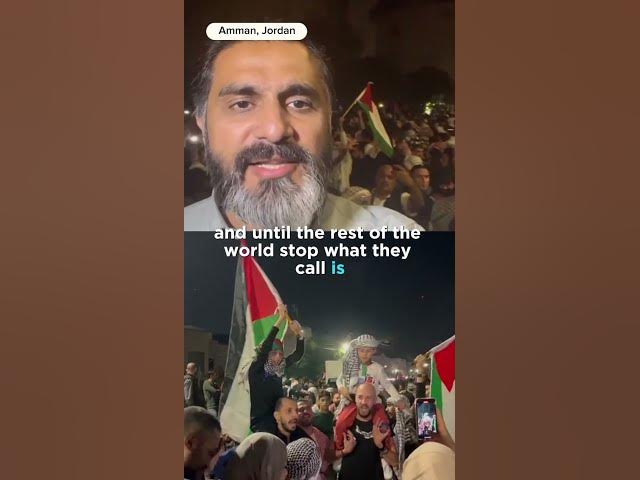 Amman, Jordan
and until the rest of the
world stop what they
call is